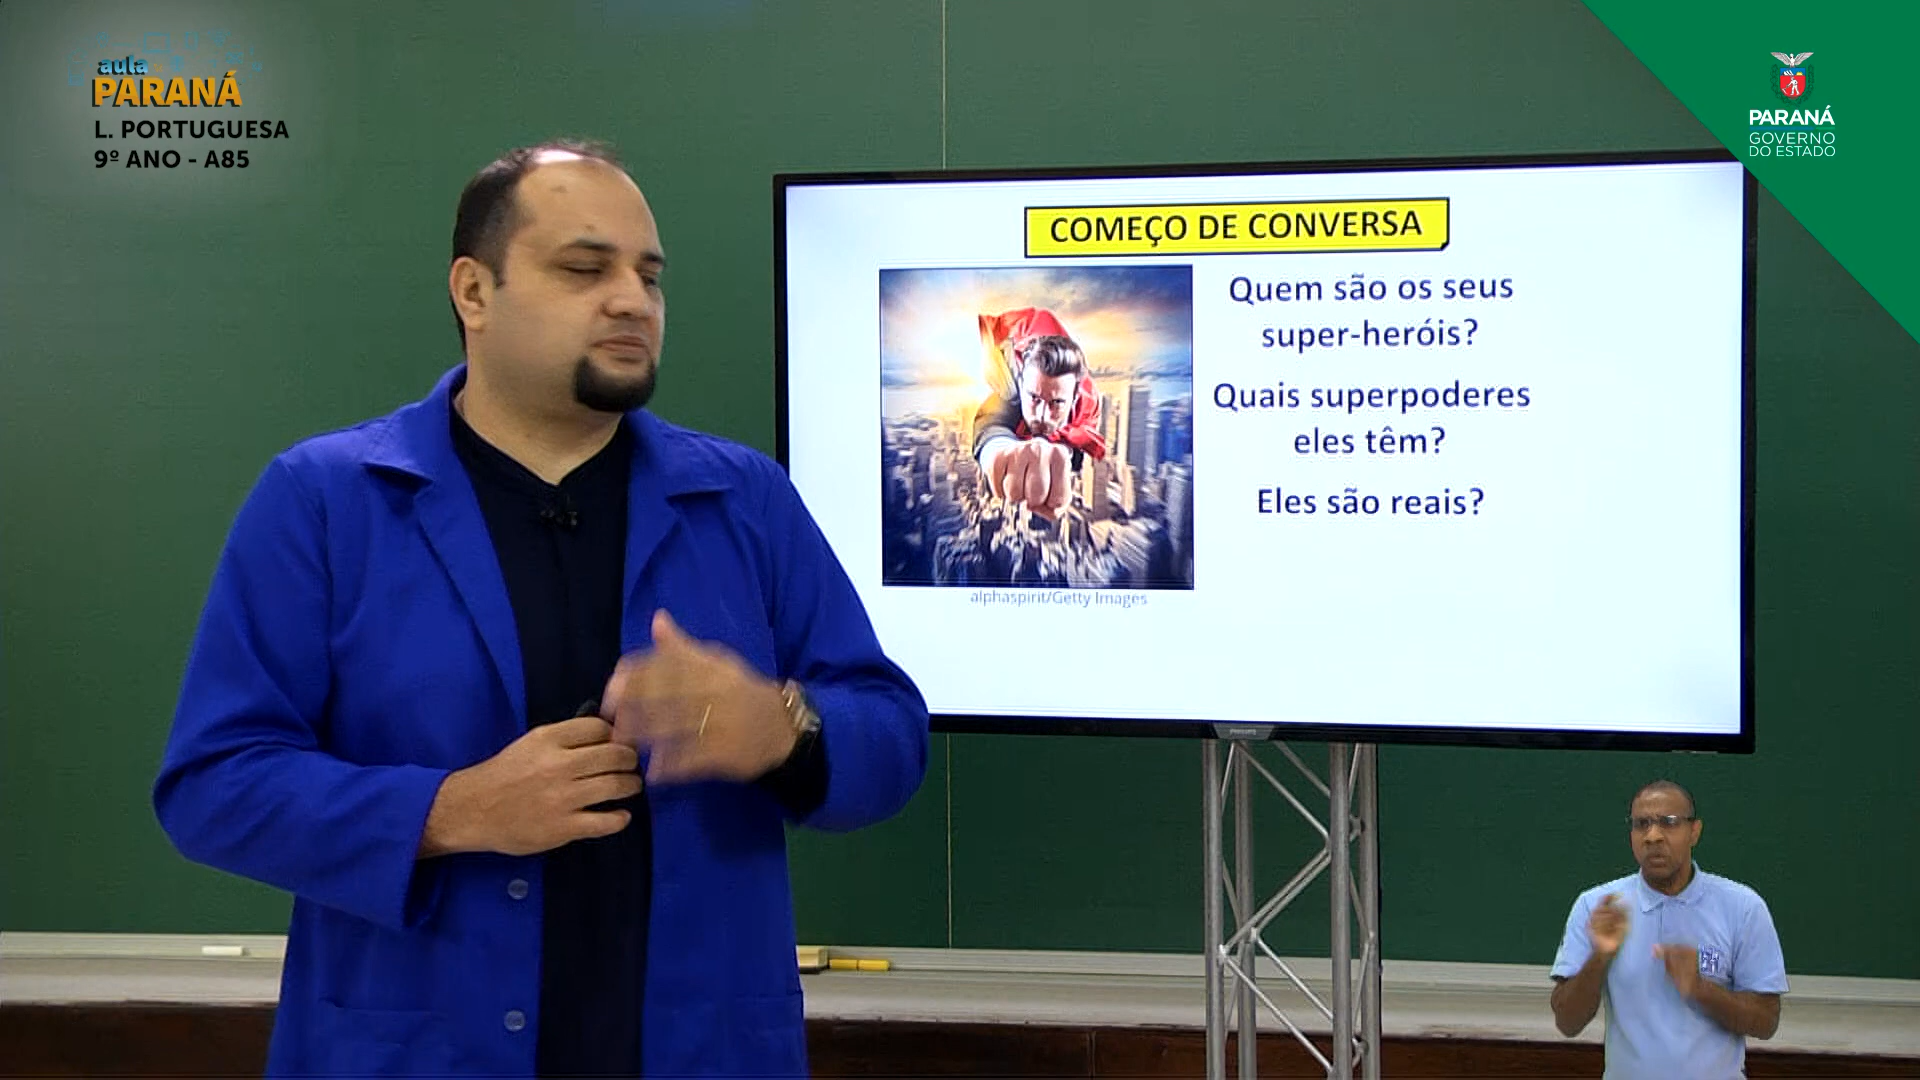 aula
PARANÁ
L. PORTUGUESA
9º ANO - A85
PARANÁ
GOVERNO
DO ESTADO
COMEÇO DE CONVERSA
Quem são os seus
super-heróis?
Quais superpoderes
eles têm?
Eles são reais?
alphaspirit/Getty Images
PHILIPS